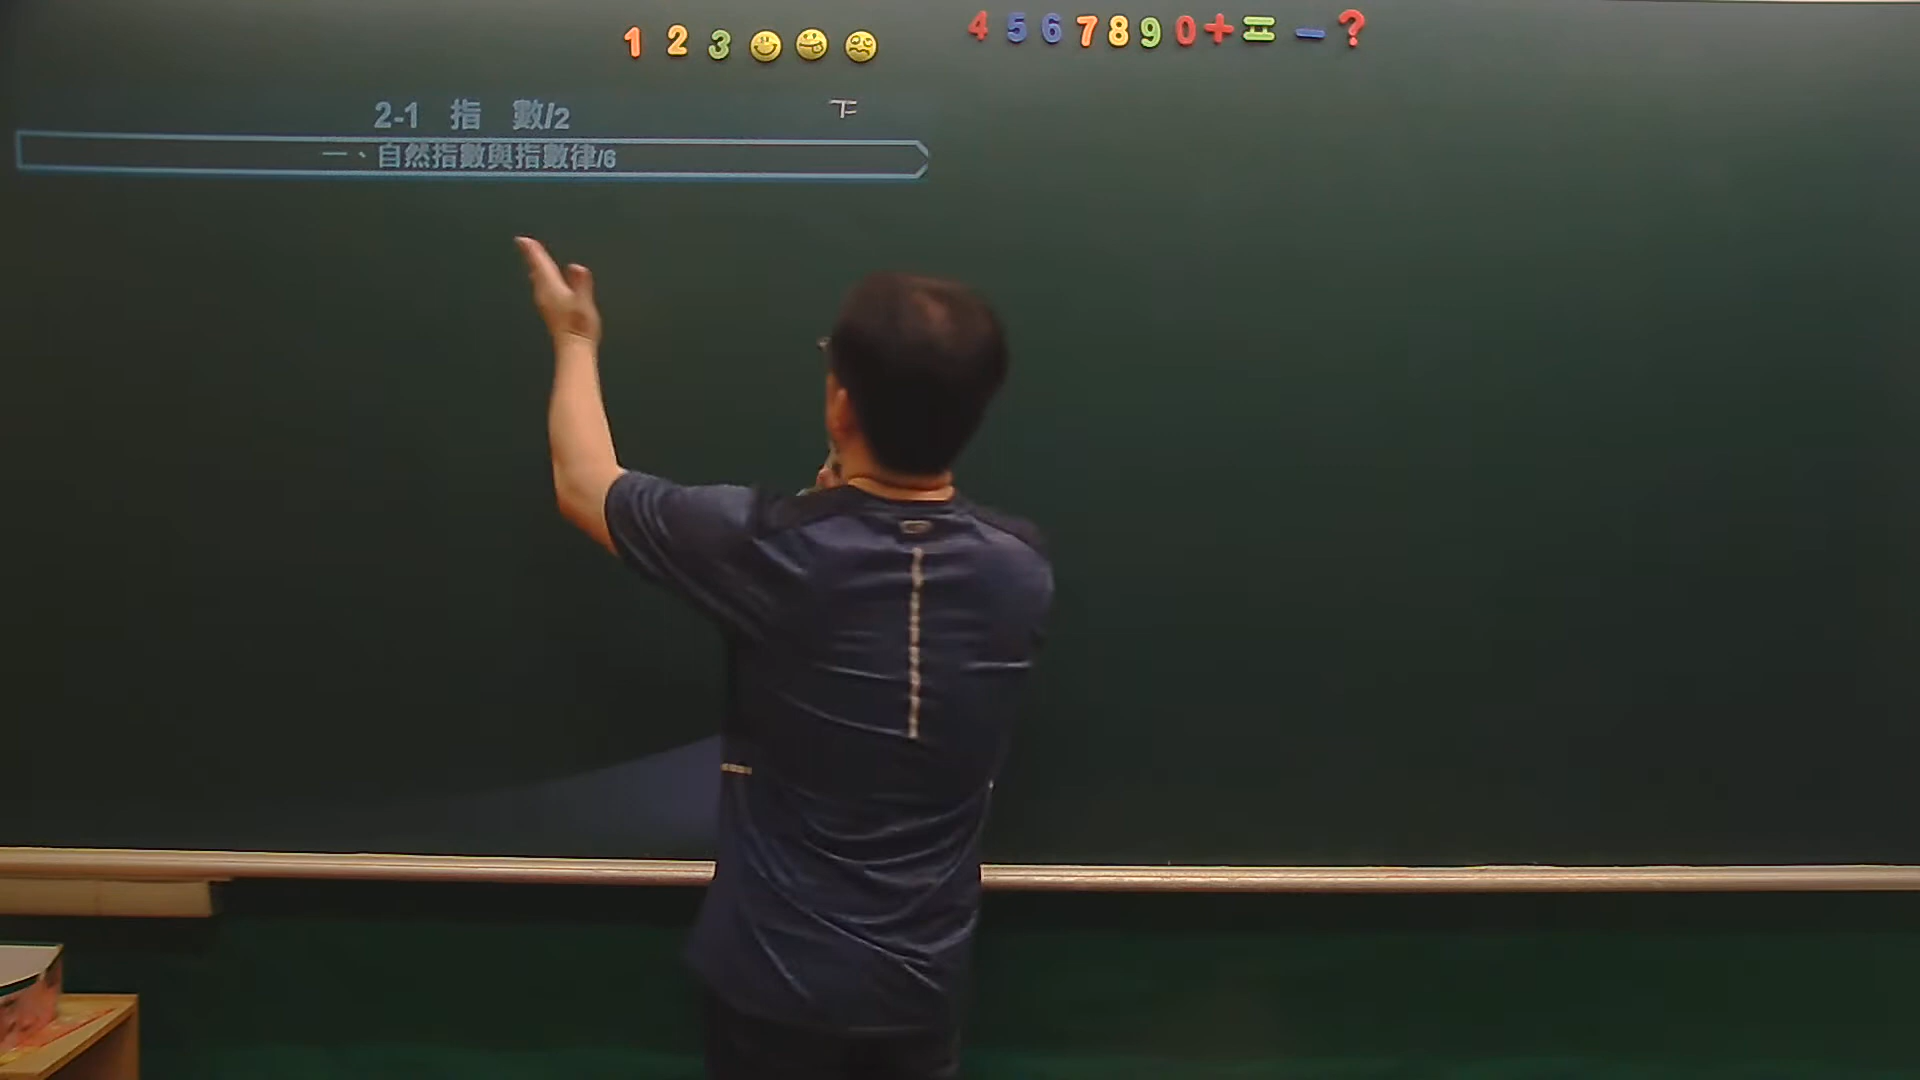 1 2 3 4 5 6 7 8 9 0 + = - ?
2-1 指 數/2
下
一、自然指數與指數律/6